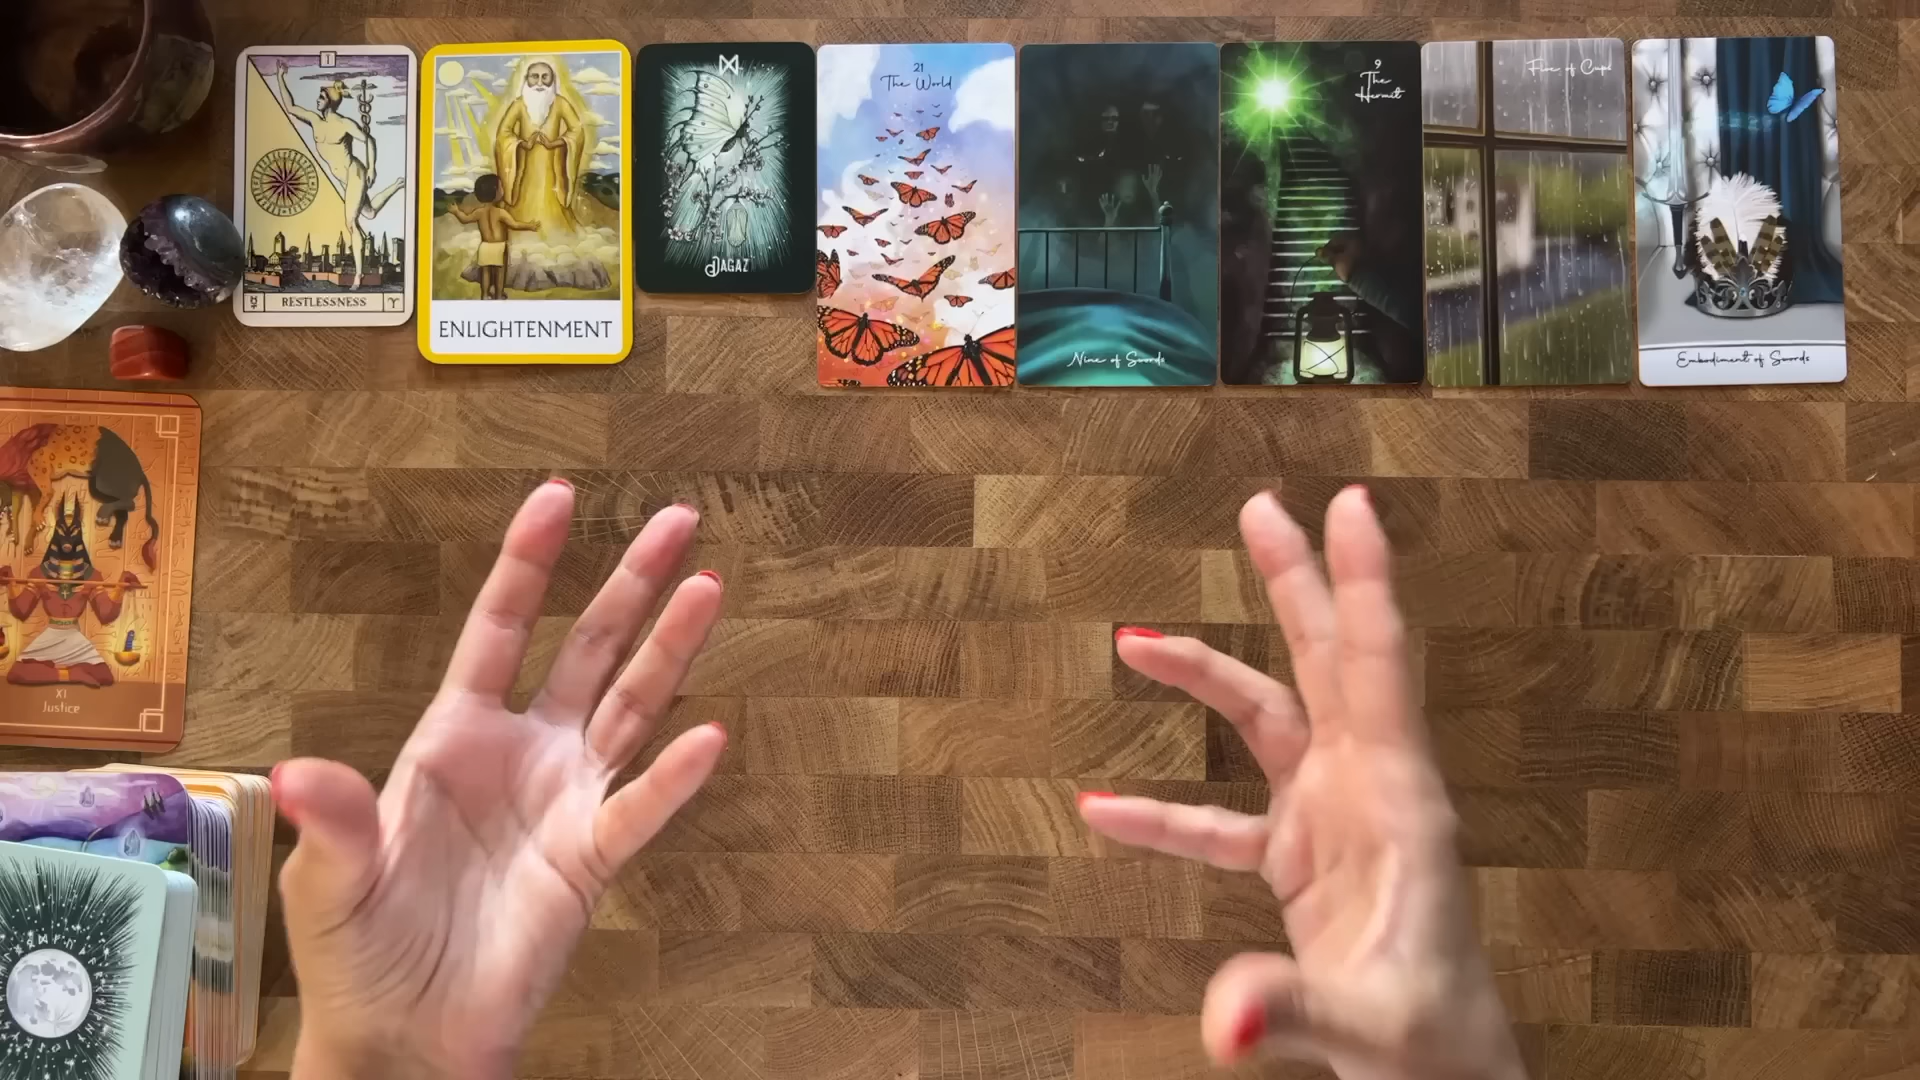 I
RESTLESSNESS
ENLIGHTENMENT
DAGAZ
21
The World
Nine of Swords
9
The
Hermit
Five of Cups
Embodiment of Swords
XI
Justice